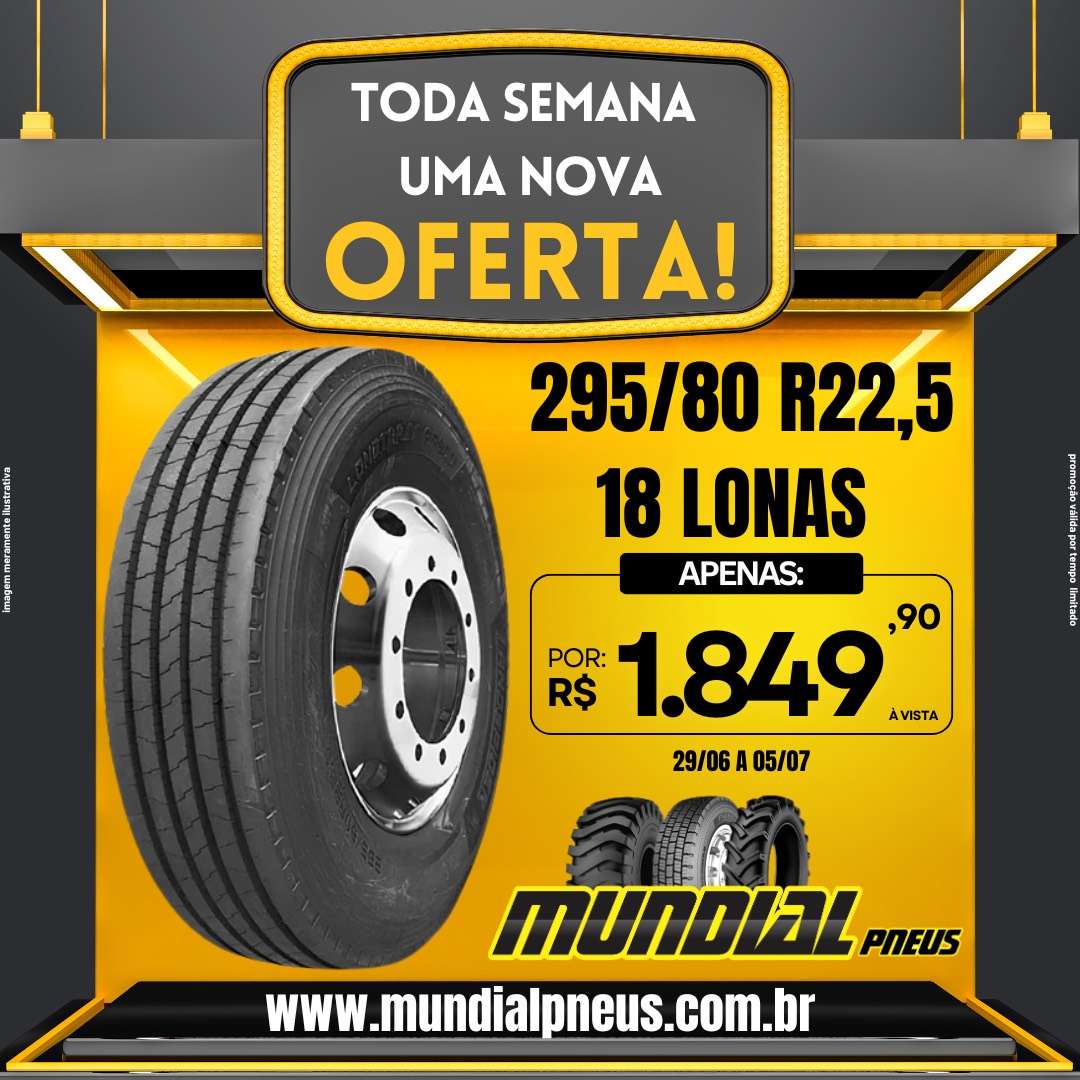 TODA SEMANA
UMA NOVA
OFERTA!
295/80 R22,5
18 LONAS
APENAS:
POR:
R$ 1.849,90
À VISTA
29/06 A 05/07
MUNDIAL PNEUS
www.mundialpneus.com.br
imagem meramente ilustrativa
promoção válida por tempo limitado